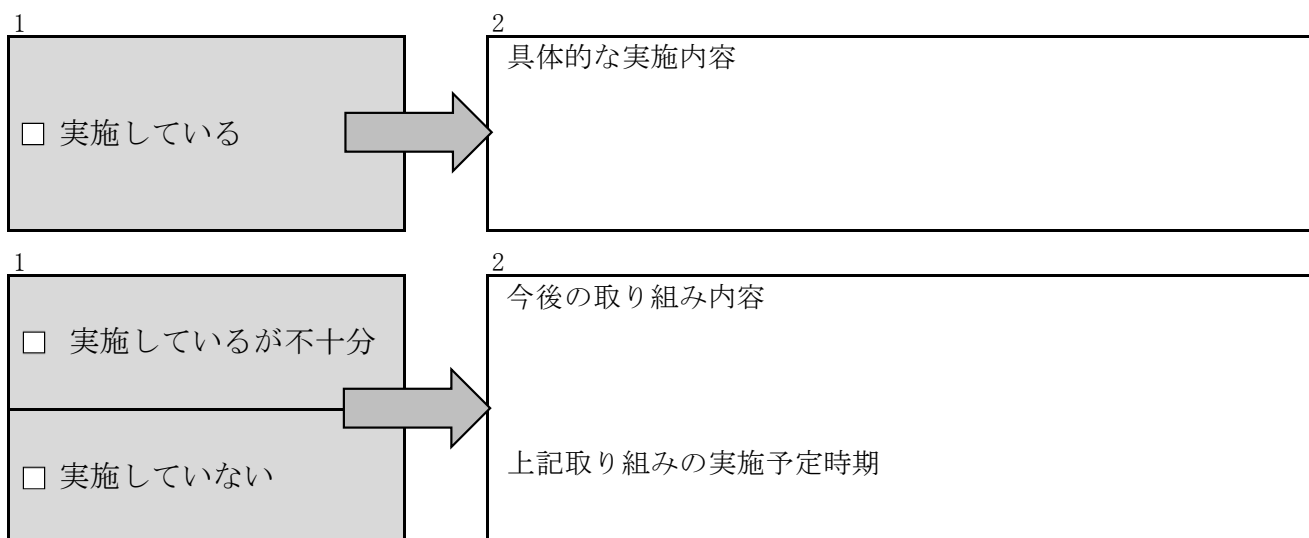 1
2
□ 実施している
具体的な実施内容
1
2
□ 実施しているが不十分
今後の取り組み内容
□ 実施していない
上記取り組みの実施予定時期